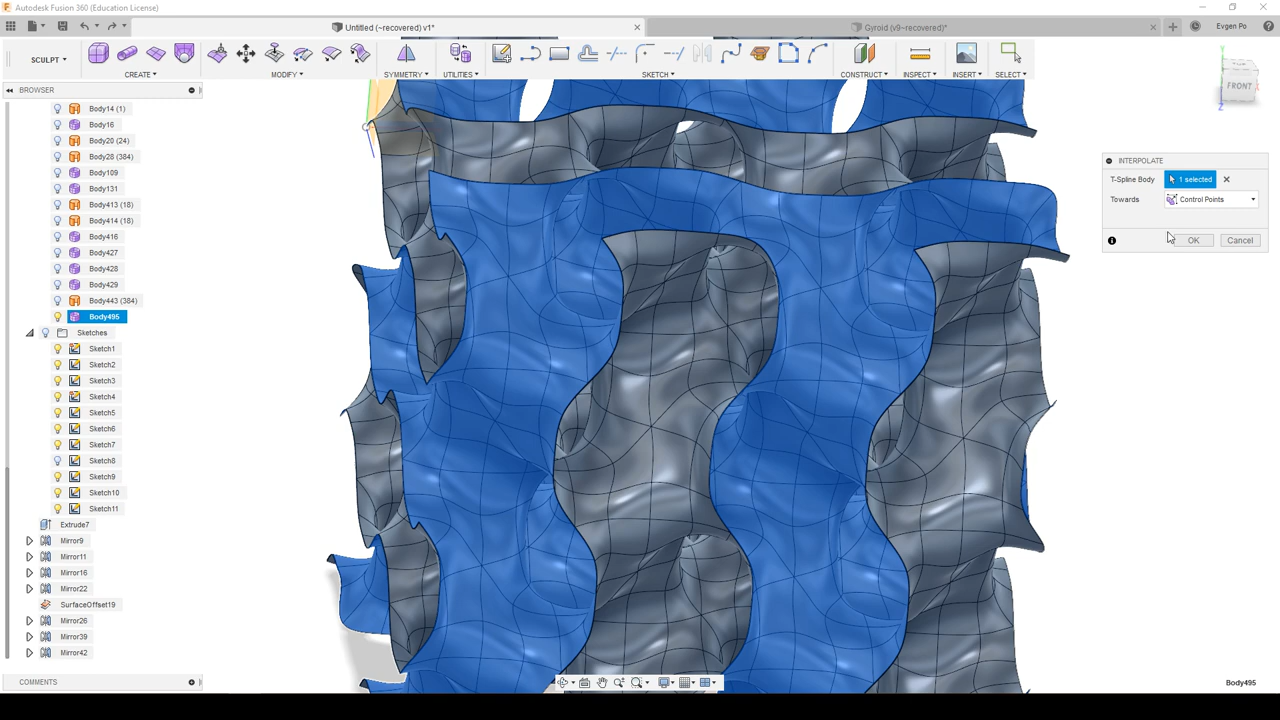 Autodesk Fusion 360 (Education License)
Untitled (~recovered) v1*
Gyroid (v9~recovered)*
Evgen Po
SCULPT
CREATE
MODIFY
SYMMETRY
UTILITIES
SKETCH
CONSTRUCT
INSPECT
INSERT
SELECT
BROWSER
FRONT
Body14 (1)
Body16
Body20 (24)
Body28 (384)
Body109
Body131
Body413 (18)
Body414 (18)
Body416
Body427
Body428
Body429
Body443 (384)
Body495
Sketches
Sketch1
Sketch2
Sketch3
Sketch4
Sketch5
Sketch6
Sketch7
Sketch8
Sketch9
Sketch10
Sketch11
Extrude7
Mirror9
Mirror11
Mirror16
Mirror22
SurfaceOffset19
Mirror26
Mirror39
Mirror42
INTERPOLATE
T-Spline Body 1 selected
Towards Control Points
OK Cancel
COMMENTS
Body495